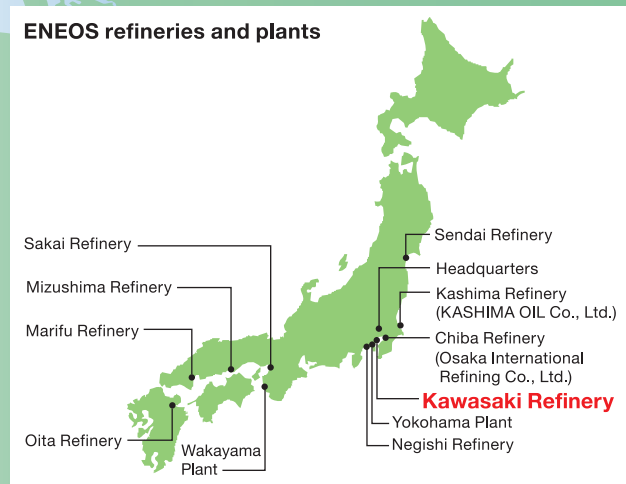 ENEOS refineries and plants
Sakai Refinery
Mizushima Refinery
Marifu Refinery
Oita Refinery
Wakayama
Plant
Sendai Refinery
Headquarters
Kashima Refinery
(KASHIMA OIL Co., Ltd.)
Chiba Refinery
(Osaka International
Refining Co., Ltd.)
Kawasaki Refinery
Yokohama Plant
Negishi Refinery